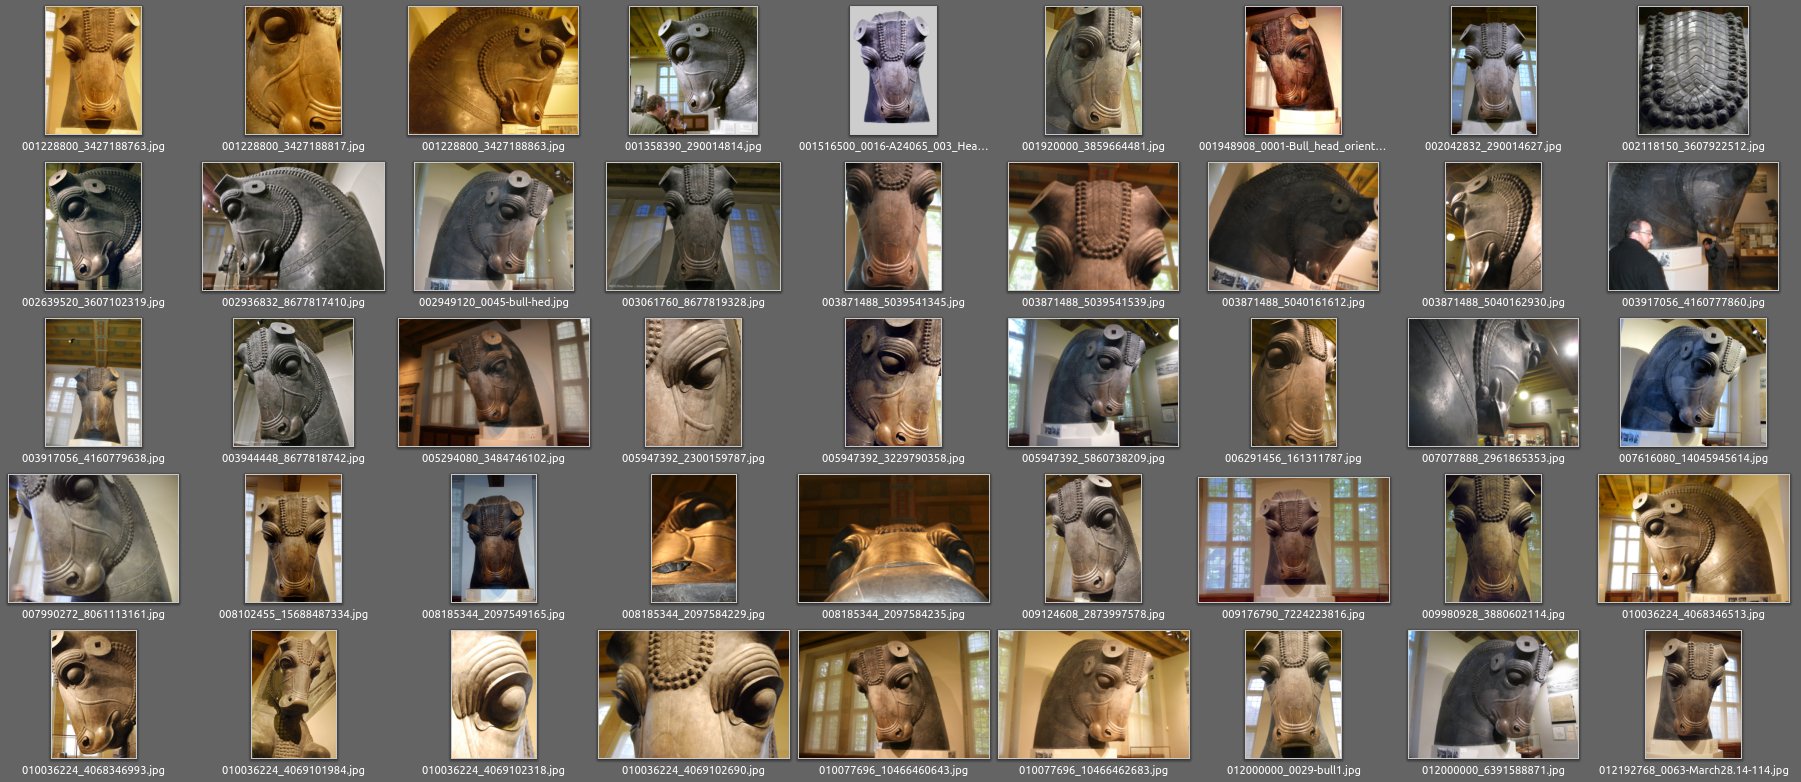 001228800_3427188763.jpg
001228800_3427188817.jpg
001228800_3427188863.jpg
001358390_290014814.jpg
001516500_0016-A24065_003_Hea...
001920000_3859664481.jpg
001948908_0001-Bull_head_orient...
002042832_290014627.jpg
002118150_3607922512.jpg
002639520_3607102319.jpg
002936832_8677817410.jpg
002949120_0045-bull-hed.jpg
003061760_8677819328.jpg
003871488_5039541345.jpg
003871488_5039541539.jpg
003871488_5040161612.jpg
003871488_5040162930.jpg
003917056_4160777860.jpg
003917056_4160779638.jpg
003944448_8677818742.jpg
005294080_3484746102.jpg
005947392_2300159787.jpg
005947392_3229790358.jpg
005947392_5860738209.jpg
006291456_161311787.jpg
007077888_2961865353.jpg
007616080_14045945614.jpg
007990272_8061113161.jpg
008102455_15688487334.jpg
008185344_2097549165.jpg
008185344_2097584229.jpg
008185344_2097584235.jpg
009124608_2873997578.jpg
009176790_7224223816.jpg
009980928_3880602114.jpg
010036224_4068346513.jpg
010036224_4068346993.jpg
010036224_4069101984.jpg
010036224_4069102318.jpg
010036224_4069102690.jpg
010077696_10466460643.jpg
010077696_10466462683.jpg
012000000_0029-bull1.jpg
012000000_6391588871.jpg
012192768_0063-March28.14-114.jpg